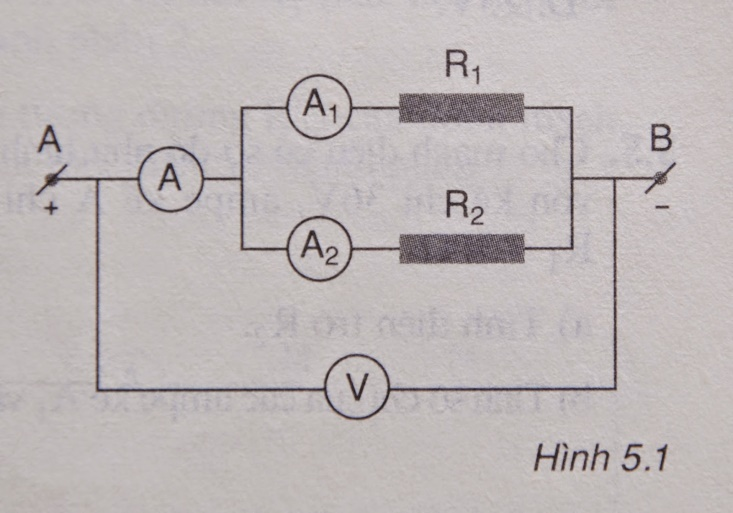 R₁
A₁
A
B
A
+
R₂
−
A₂
V
Hình 5.1